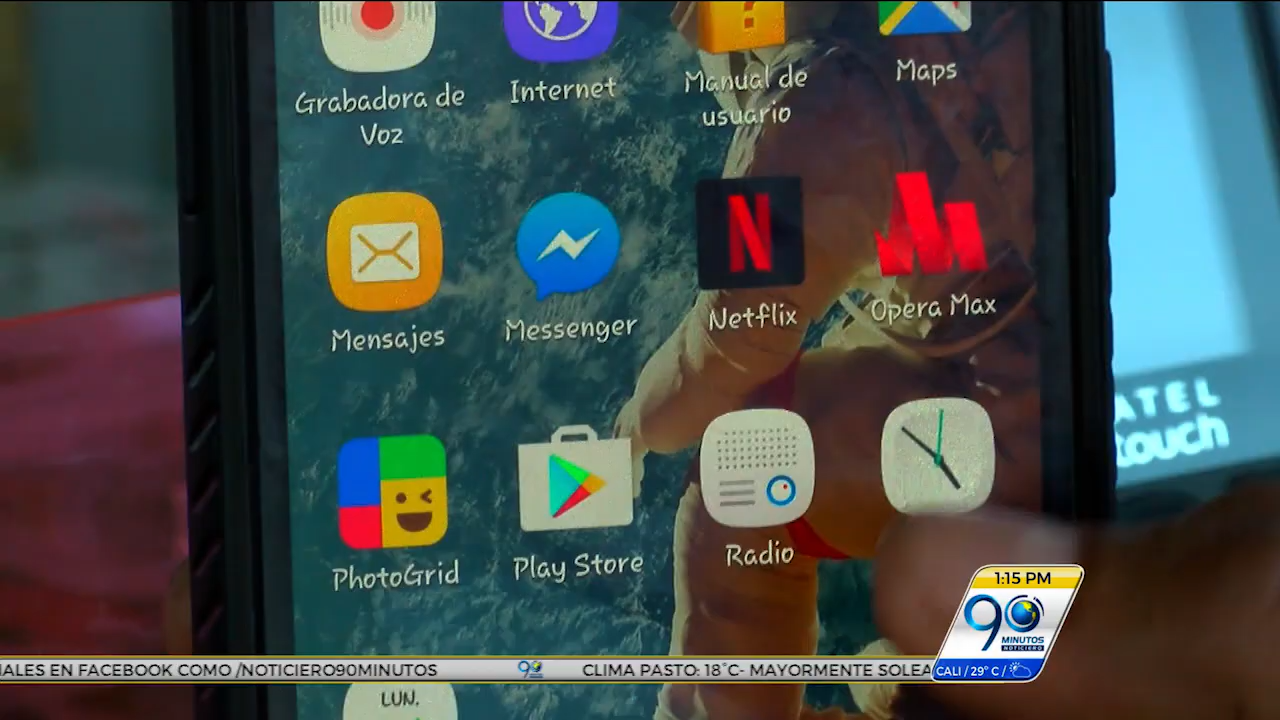 Grabadora de
Voz
Internet
Manual de
usuario
Maps
Mensajes
Messenger
N
Netflix
Opera Max
ATEL
touch
PhotoGrid
Play Store
Radio
1:15 PM
90
MINUTOS
NOTICIERO
CALI / 29°C /
IALES EN FACEBOOK COMO /NOTICIERO90MINUTOS
90
CLIMA PASTO: 18°C- MAYORMENTE SOLEA
LUN.